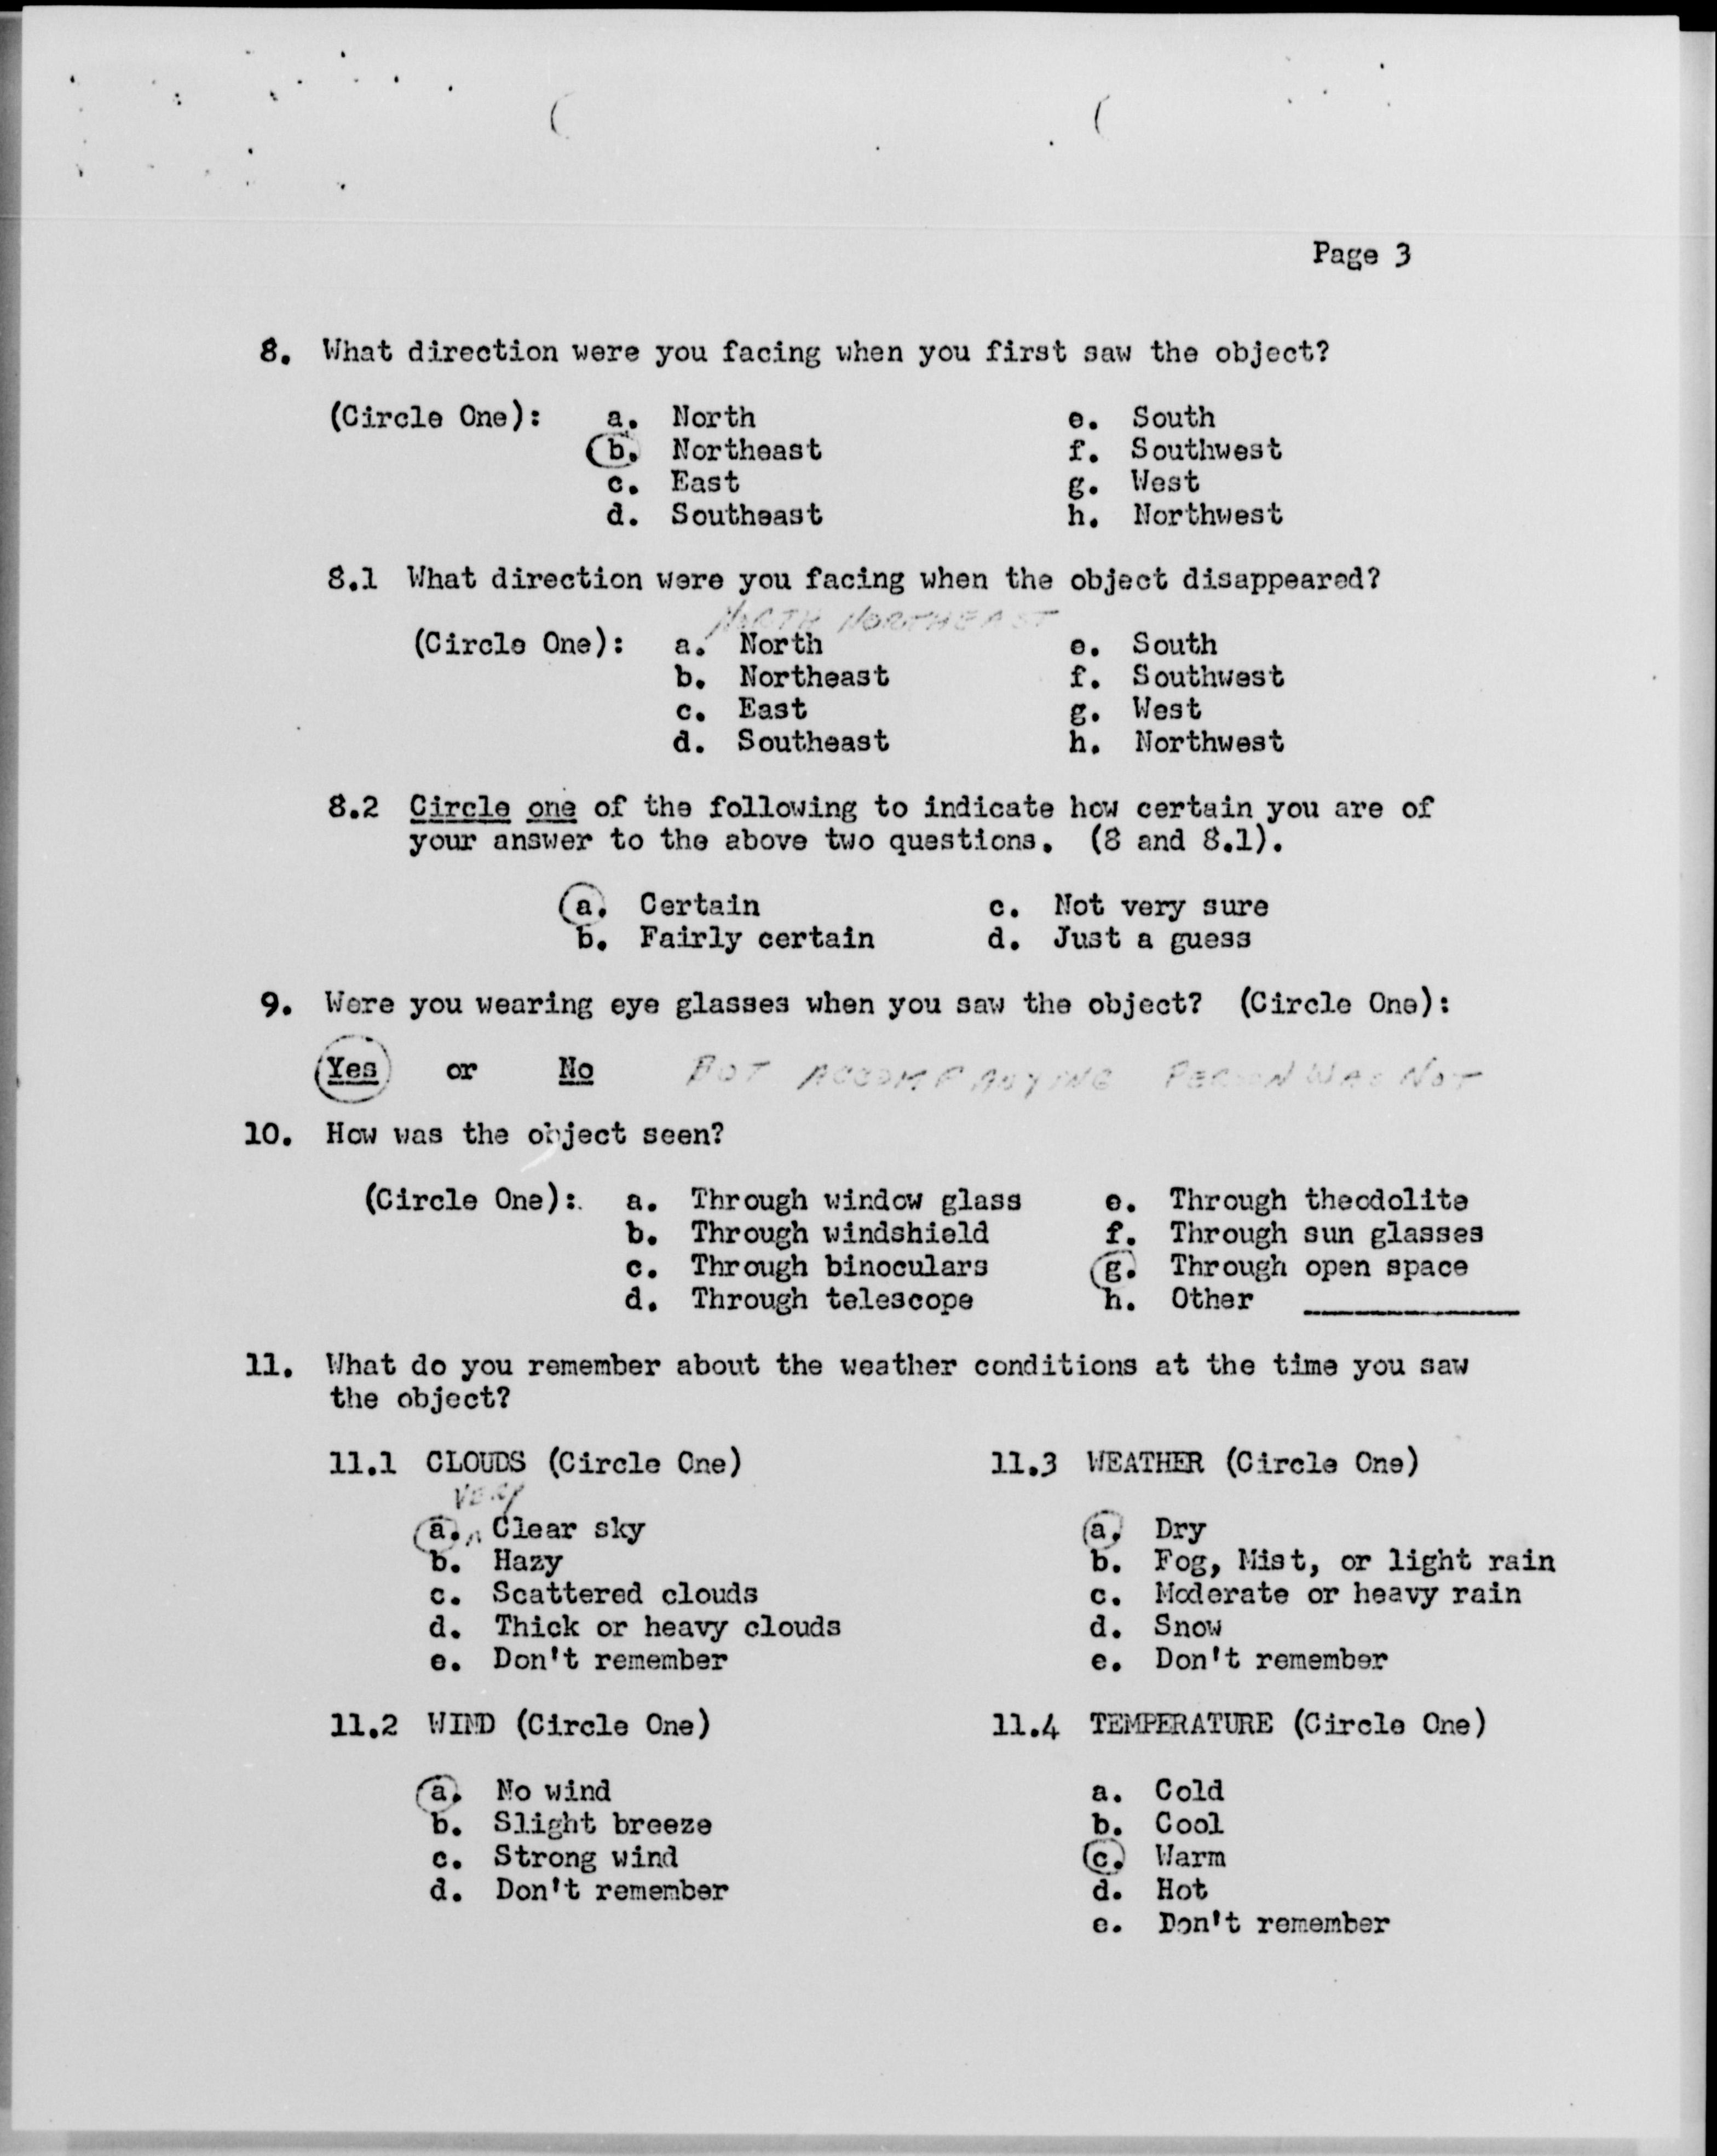 Page 3
8. What direction were you facing when you first saw the object?
(Circle One): a. North e. South
b. Northeast f. Southwest
c. East g. West
d. Southeast h. Northwest
8.1 What direction were you facing when the object disappeared?
NORTH NORTHEAST
(Circle One): a. North e. South
b. Northeast f. Southwest
c. East g. West
d. Southeast h. Northwest
8.2 Circle one of the following to indicate how certain you are of
your answer to the above two questions. (8 and 8.1).
a. Certain c. Not very sure
b. Fairly certain d. Just a guess
9. Were you wearing eye glasses when you saw the object? (Circle One):
Yes or No BUT ACCOMPANYING PERSON WAS NOT
10. How was the object seen?
(Circle One): a. Through window glass e. Through theodolite
b. Through windshield f. Through sun glasses
c. Through binoculars g. Through open space
d. Through telescope h. Other
11. What do you remember about the weather conditions at the time you saw
the object?
11.1 CLOUDS (Circle One) 11.3 WEATHER (Circle One)
VERY
a. Clear sky a. Dry
b. Hazy b. Fog, Mist, or light rain
c. Scattered clouds c. Moderate or heavy rain
d. Thick or heavy clouds d. Snow
e. Don't remember e. Don't remember
11.2 WIND (Circle One) 11.4 TEMPERATURE (Circle One)
a. No wind a. Cold
b. Slight breeze b. Cool
c. Strong wind c. Warm
d. Don't remember d. Hot
e. Don't remember